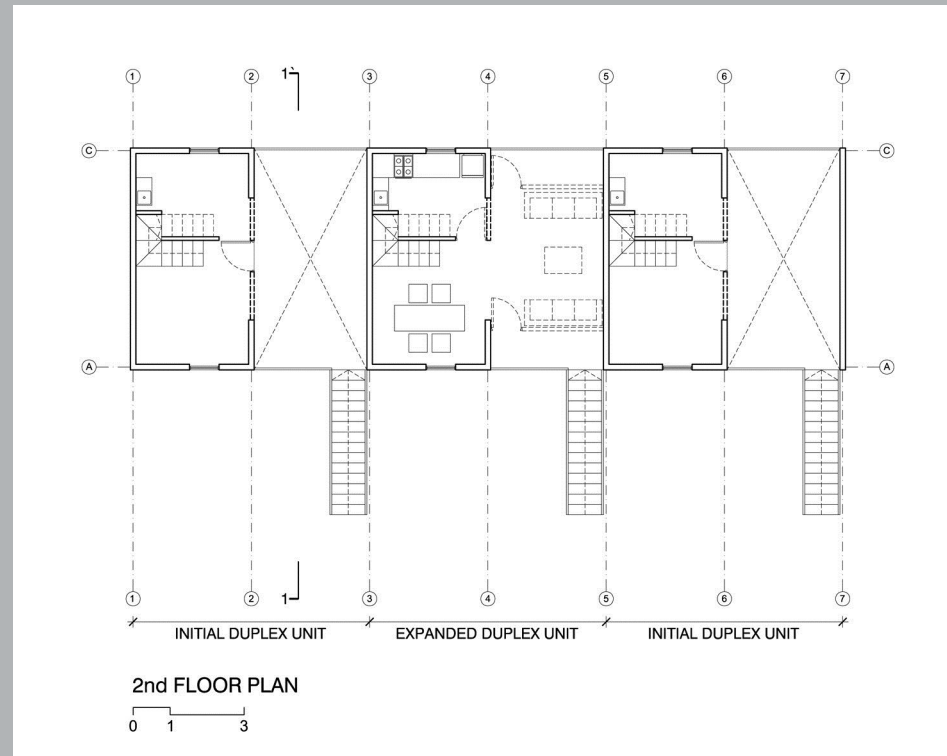 1`
1 2 3 4 5 6 7
C C
A A
1
1 2 3 4 5 6 7
INITIAL DUPLEX UNIT EXPANDED DUPLEX UNIT INITIAL DUPLEX UNIT
2nd FLOOR PLAN
0 1 3